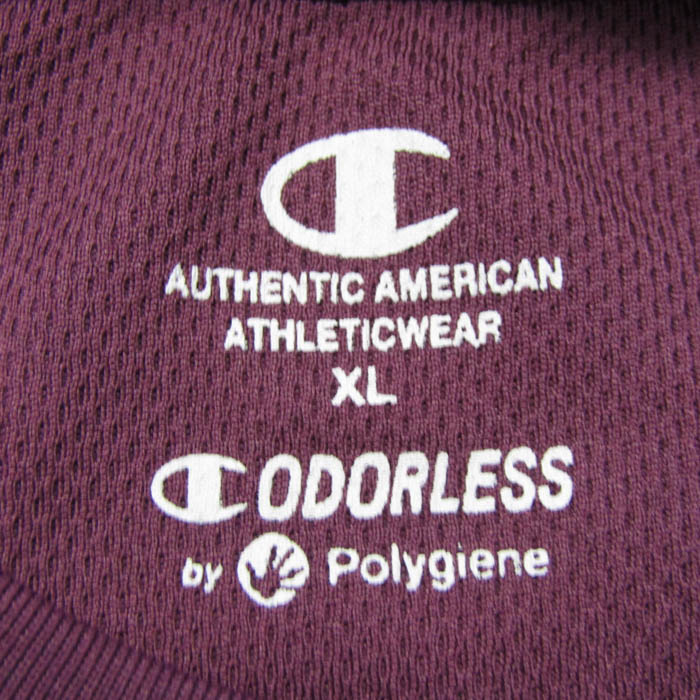 AUTHENTIC AMERICAN
ATHLETICWEAR
XL
ODORLESS
by Polygiene